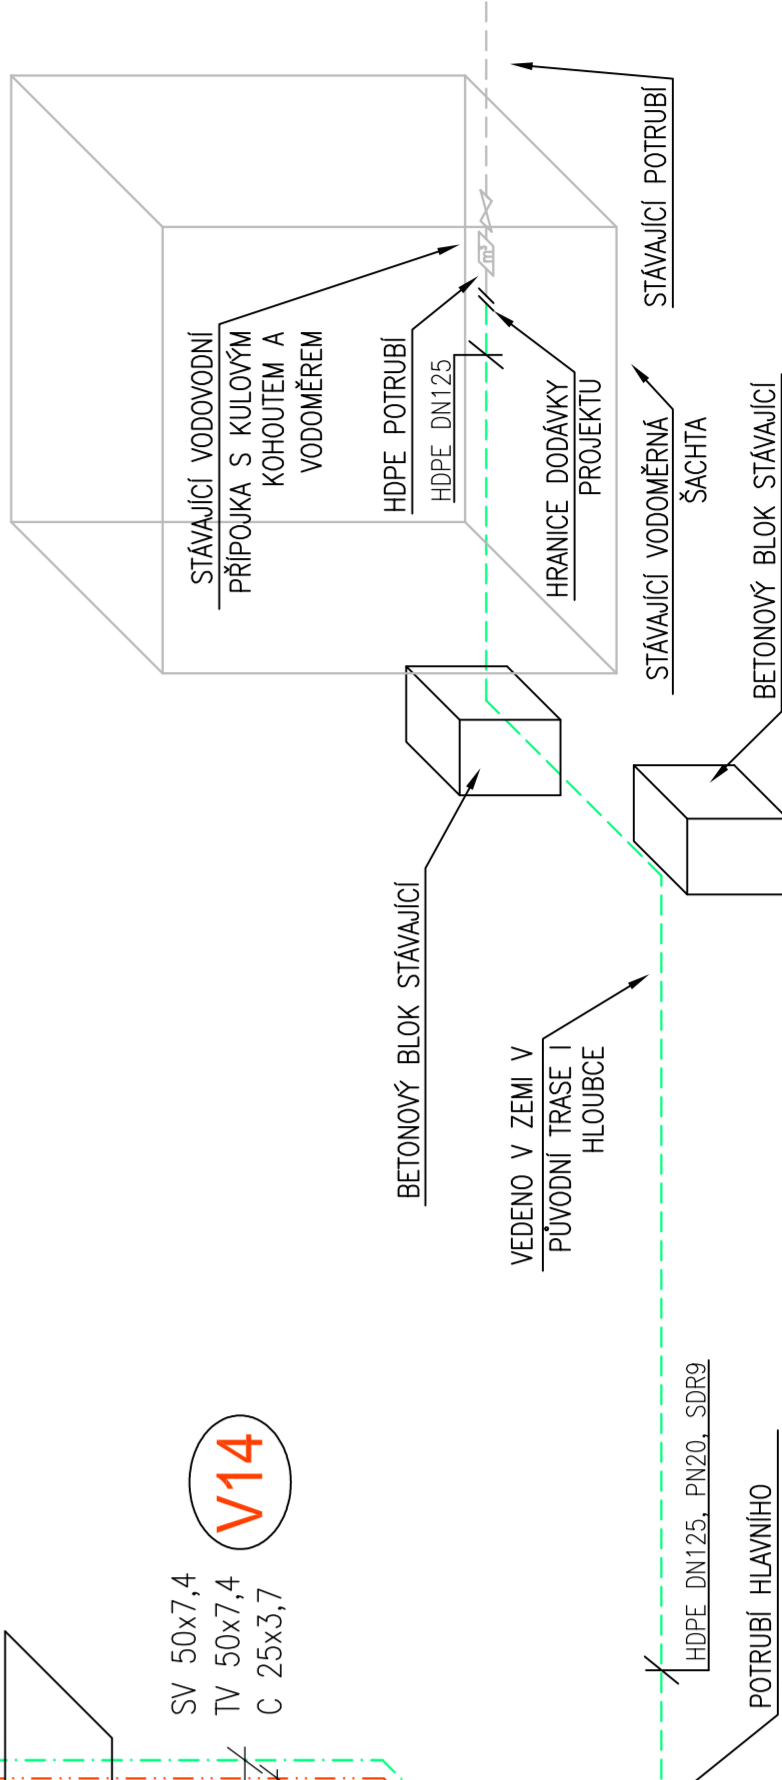 STÁVAJÍCÍ VODOVODNÍ
PŘÍPOJKA S KULOVÝM
KOHOUTEM A
VODOMĚREM
HDPE POTRUBÍ
HDPE DN125
HRANICE DODÁVKY
PROJEKTU
STÁVAJÍCÍ POTRUBÍ
STÁVAJÍCÍ VODOMĚRNÁ
ŠACHTA
BETONOVÝ BLOK STÁVAJÍCÍ
BETONOVÝ BLOK STÁVAJÍCÍ
VEDENO V ZEMI V
PŮVODNÍ TRASE I
HLOUBCE
SV 50x7,4
TV 50x7,4
C 25x3,7
V14
HDPE DN125, PN20, SDR9
POTRUBÍ HLAVNÍHO
m